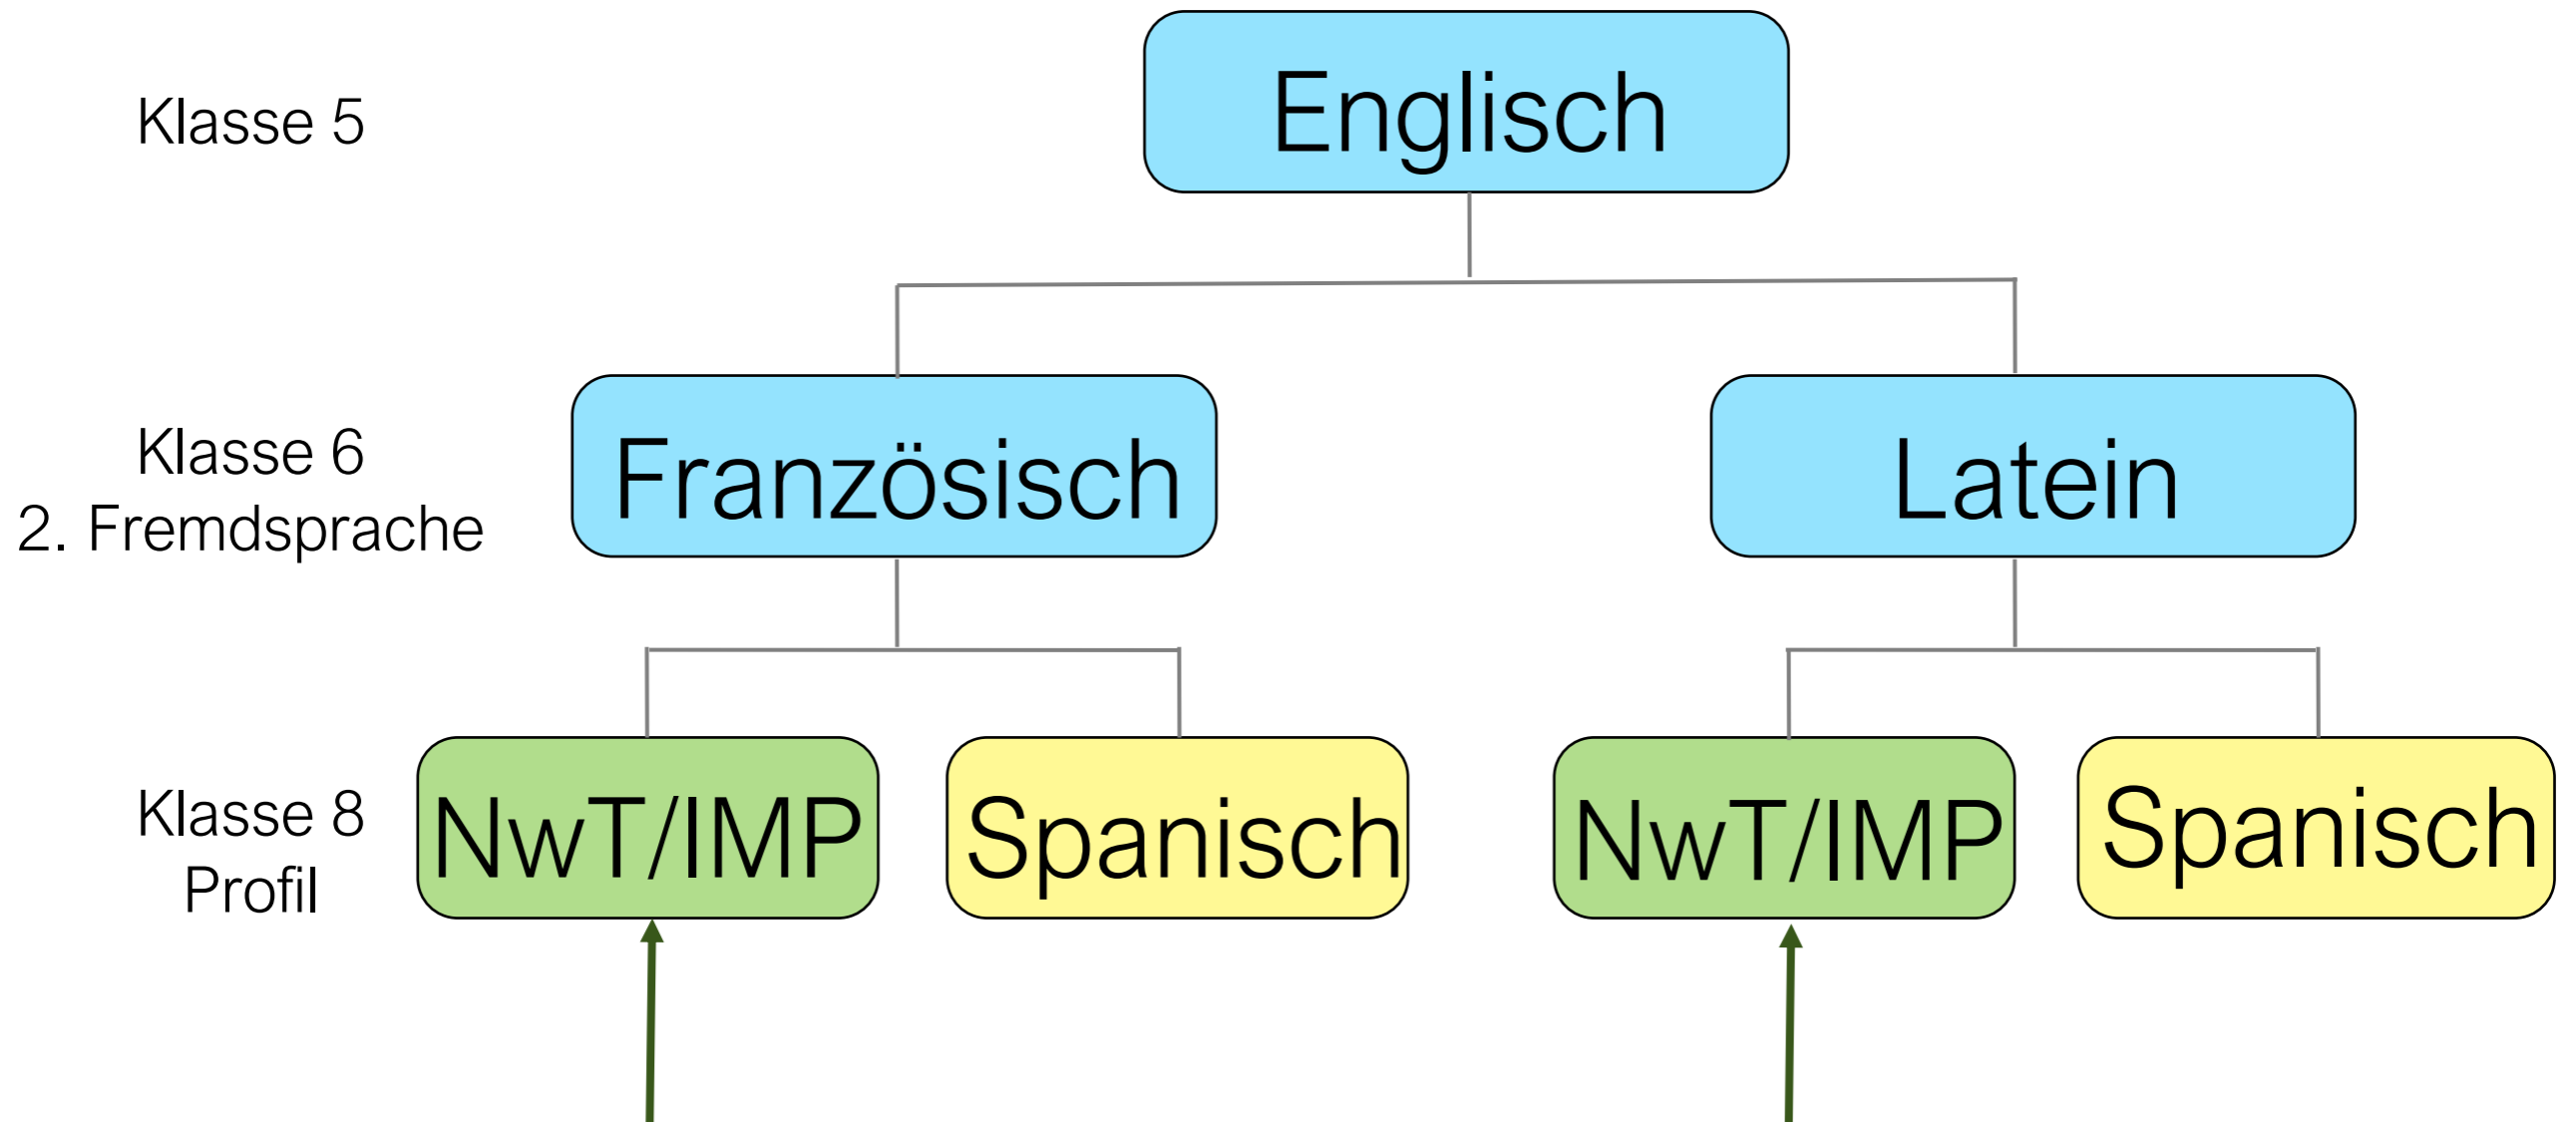 Klasse 5
Englisch
Klasse 6
2. Fremdsprache
Französisch
Latein
Klasse 8
Profil
NwT/IMP
Spanisch
NwT/IMP
Spanisch